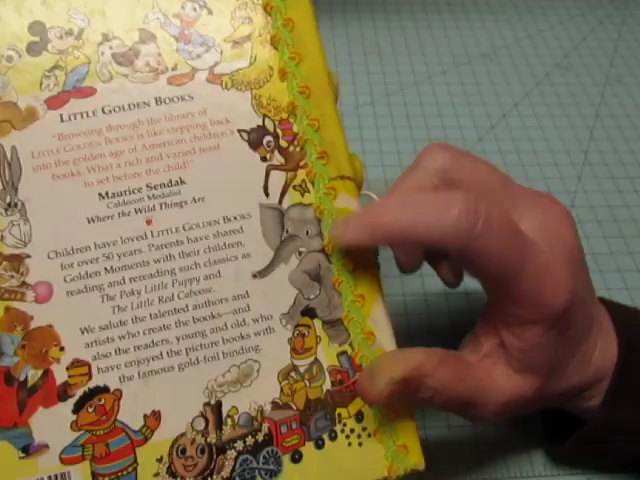 LITTLE GOLDEN BOOKS
"Browsing through the library of
LITTLE GOLDEN BOOKS is like stepping back
into the golden age of American children's
books. What a rich and varied feast
to set before the child!"
Maurice Sendak
Caldecott Medalist
Where the Wild Things Are
Children have loved LITTLE GOLDEN BOOKS
for over 50 years. Parents have shared
Golden Moments with their children,
reading and rereading such classics as
The Poky Little Puppy and
The Little Red Caboose.
We salute the talented authors and
artists who create the books—and
also the readers, young and old, who
have enjoyed the picture books with
the famous gold-foil binding.